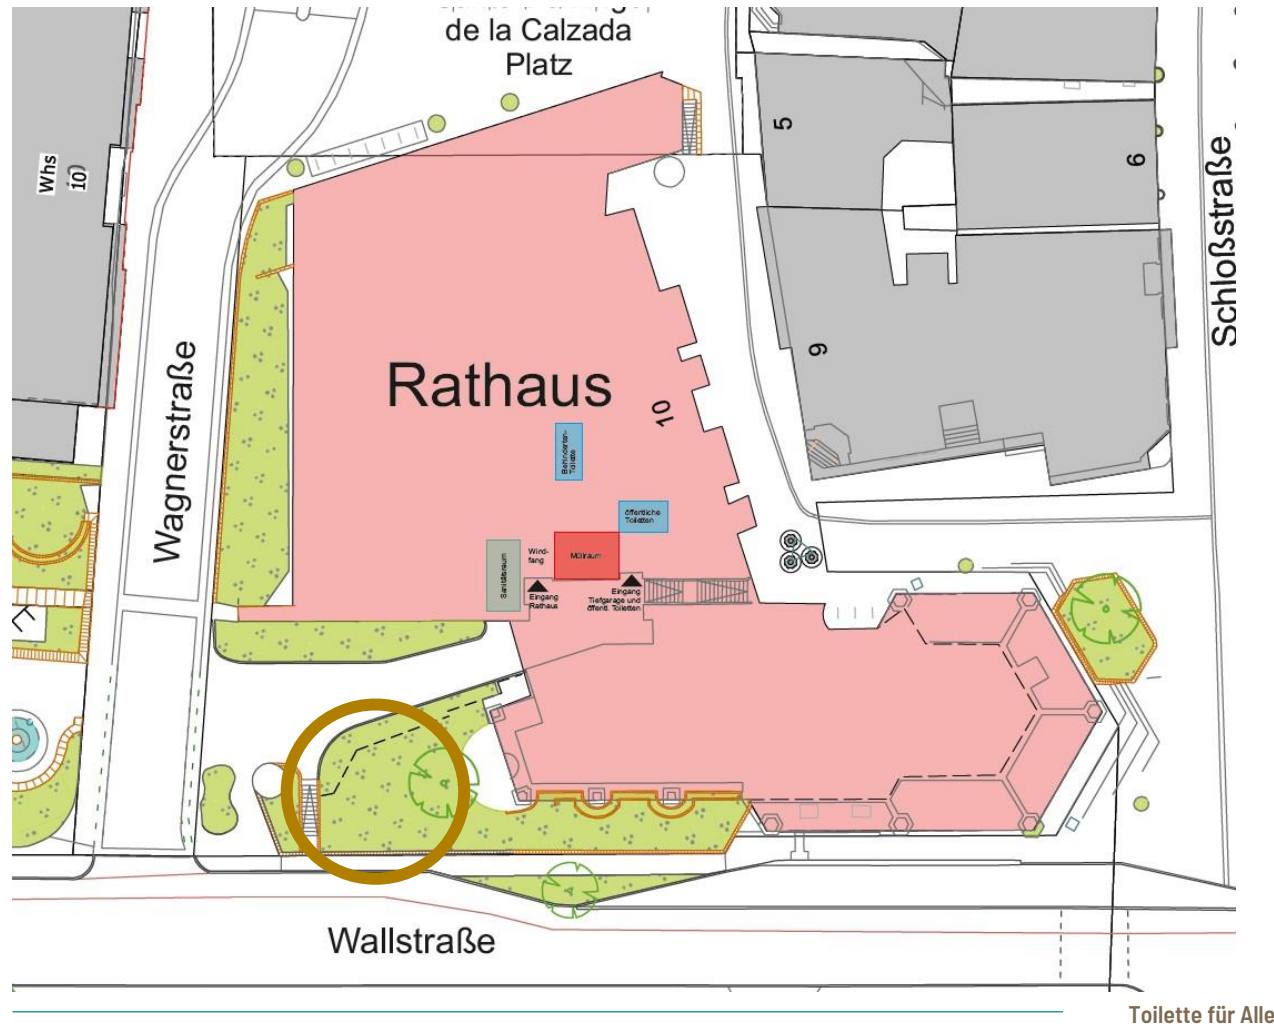 de la Calzada
Platz
Whs
10
5
6
Schloßstraße
9
Wagnerstraße
Rathaus
10
Behinderten-
Toilette
öffentliche
Toiletten
Sanitätsraum
Wind-
fang
Müllraum
Eingang
Rathaus
Eingang
Tiefgarage und
öffentl. Toiletten
Wallstraße
Toilette für Alle